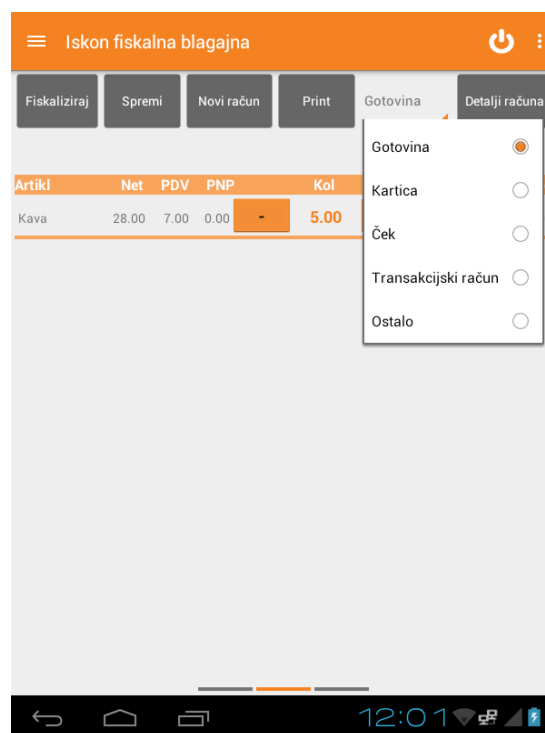 Iskon fiskalna blagajna
Fiskaliziraj Spremi Novi račun Print Gotovina Detalji računa
Gotovina
Kartica
Ček
Transakcijski račun
Ostalo
Artikl Net PDV PNP Kol
Kava 28.00 7.00 0.00 - 5.00
12:01